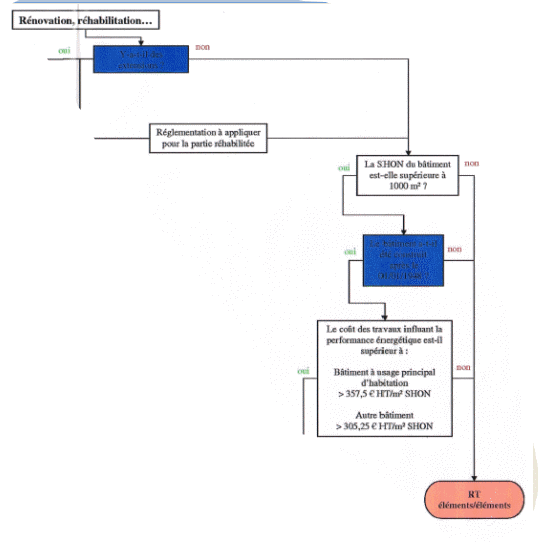 Rénovation, réhabilitation…
oui
non
Réglementation à appliquer
pour la partie réhabilitée
oui
La SHON du bâtiment
est-elle supérieure à
1000 m² ?
non
oui
non
Le coût des travaux influant la
performance énergétique est-il
supérieur à :
oui
Bâtiment à usage principal
d'habitation
> 357,5 € HT/m² SHON
non
Autre bâtiment
> 305,25 € HT/m² SHON
RT
éléments/éléments